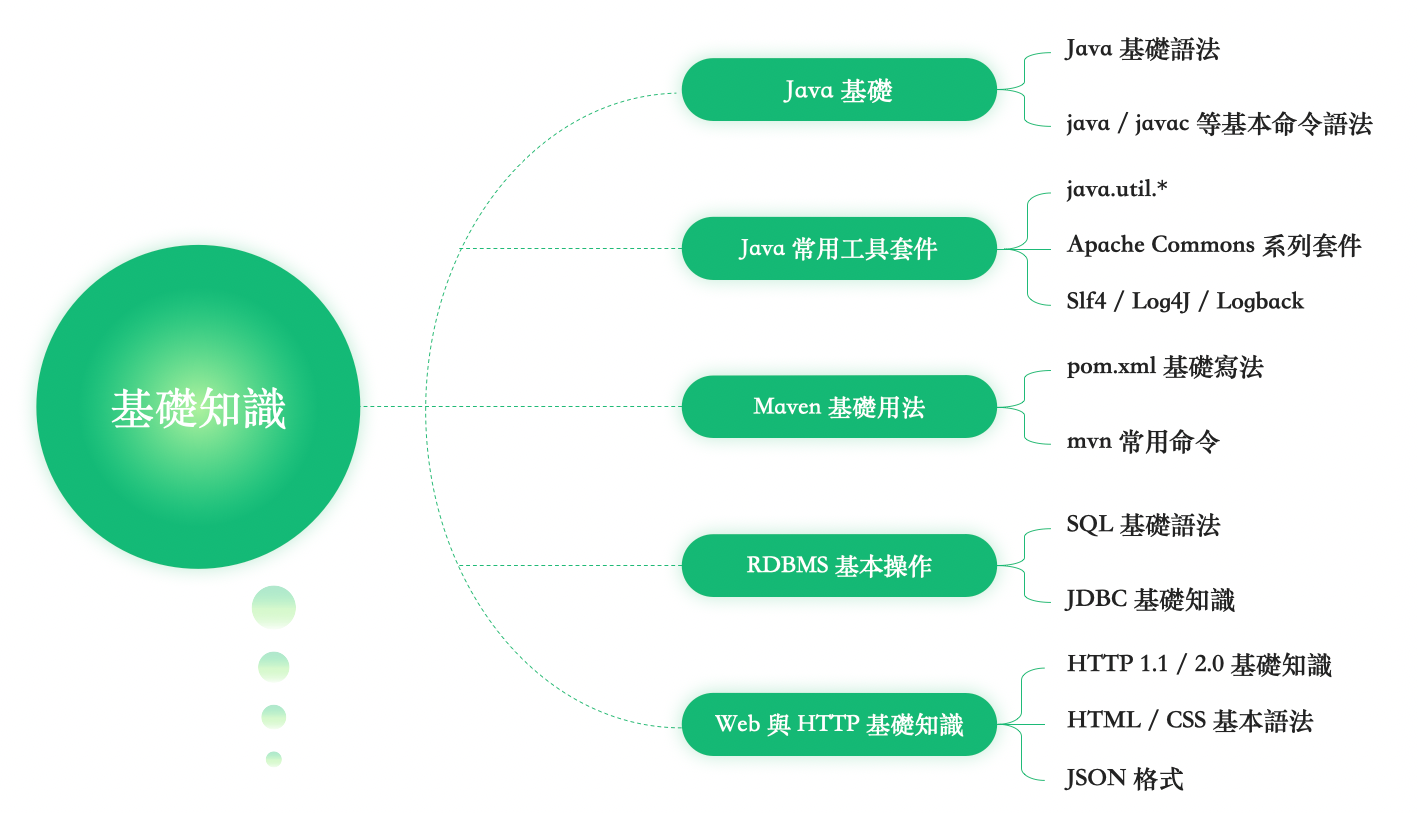 基礎知識
Java 基礎
Java 基礎語法
java / javac 等基本命令語法
Java 常用工具套件
java.util.*
Apache Commons 系列套件
Slf4 / Log4J / Logback
Maven 基礎用法
pom.xml 基礎寫法
mvn 常用命令
RDBMS 基本操作
SQL 基礎語法
JDBC 基礎知識
Web 與 HTTP 基礎知識
HTTP 1.1 / 2.0 基礎知識
HTML / CSS 基本語法
JSON 格式